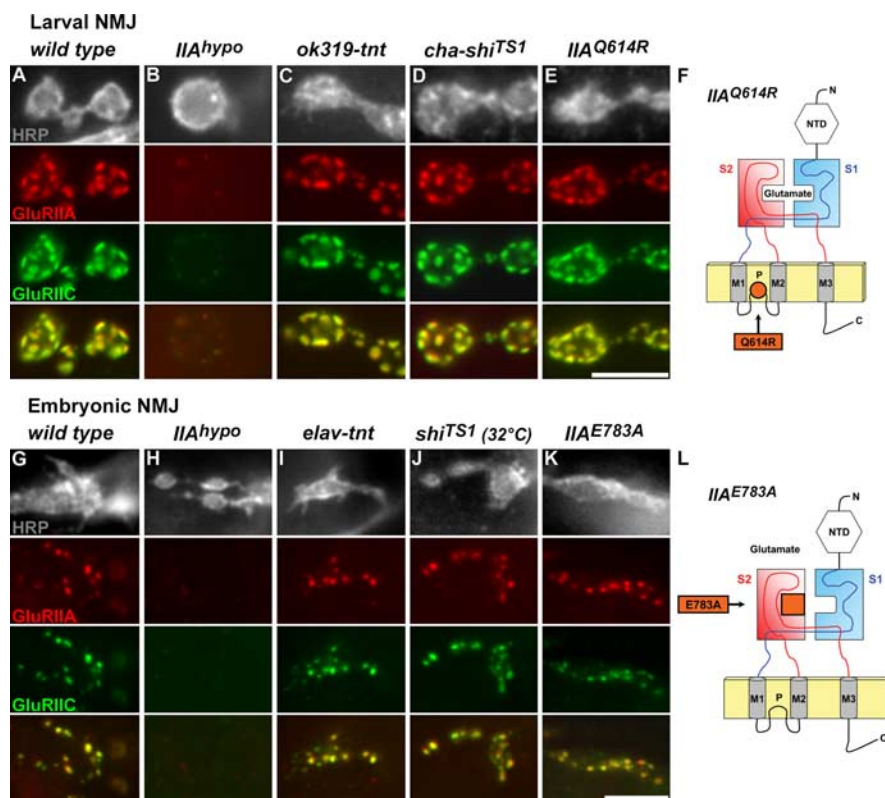 Larval NMJ
wild type IIAhypo ok319-tnt cha-shiTS1 IIAQ614R
A B C D E F
HRP
GluRIIA
GluRIIC
IIAQ614R
N
NTD
S2 S1
Glutamate
P
M1 M2 M3
C
Q614R
Embryonic NMJ
wild type IIAhypo elav-tnt shiTS1 (32°C) IIAE783A
G H I J K L
HRP
GluRIIA
GluRIIC
IIAE783A
N
NTD
Glutamate
S2 S1
E783A
M1 P M2 M3
C